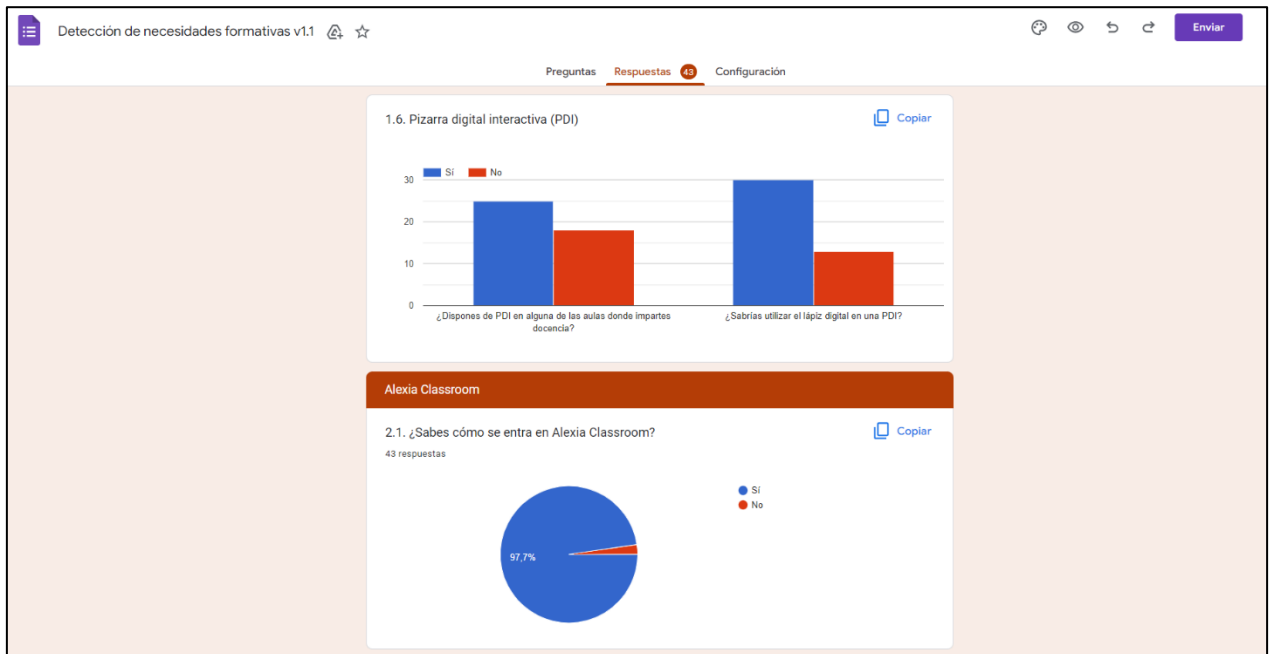 Detección de necesidades formativas v1.1
Enviar
Preguntas Respuestas 43 Configuración
1.6. Pizarra digital interactiva (PDI)
Copiar
Sí No
30
20
10
0
¿Dispones de PDI en alguna de las aulas donde impartes
docencia?
¿Sabrías utilizar el lápiz digital en una PDI?
Alexia Classroom
2.1. ¿Sabes cómo se entra en Alexia Classroom?
Copiar
43 respuestas
Sí
No
97,7%